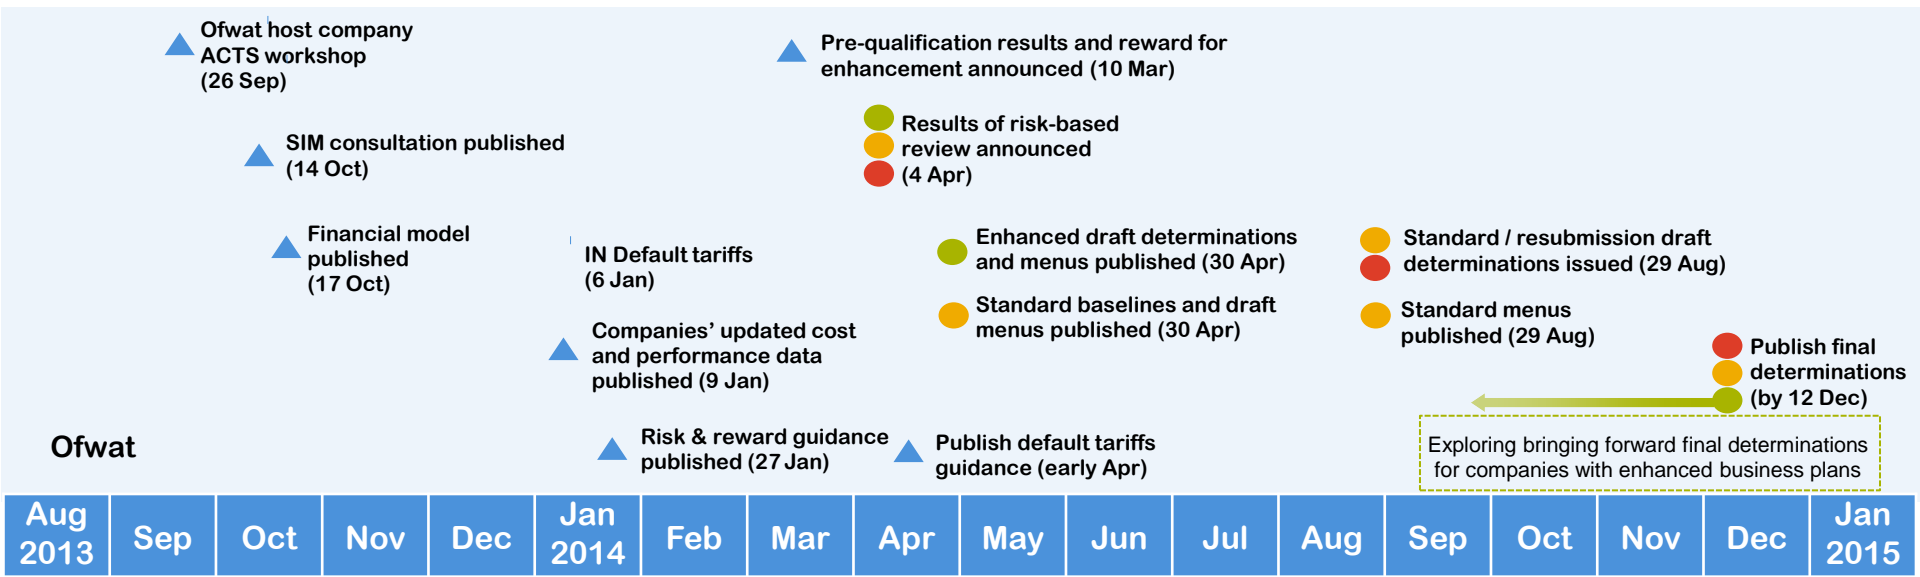 Ofwat host company
ACTS workshop
(26 Sep)
Pre-qualification results and reward for
enhancement announced (10 Mar)
Results of risk-based
review announced
(4 Apr)
SIM consultation published
(14 Oct)
Financial model
published
(17 Oct)
IN Default tariffs
(6 Jan)
Enhanced draft determinations
and menus published (30 Apr)
Standard / resubmission draft
determinations issued (29 Aug)
Standard baselines and draft
menus published (30 Apr)
Standard menus
published (29 Aug)
Companies’ updated cost
and performance data
published (9 Jan)
Publish final
determinations
(by 12 Dec)
Ofwat
Risk & reward guidance
published (27 Jan)
Publish default tariffs
guidance (early Apr)
Exploring bringing forward final determinations
for companies with enhanced business plans
Aug
2013
Sep
Oct
Nov
Dec
Jan
2014
Feb
Mar
Apr
May
Jun
Jul
Aug
Sep
Oct
Nov
Dec
Jan
2015